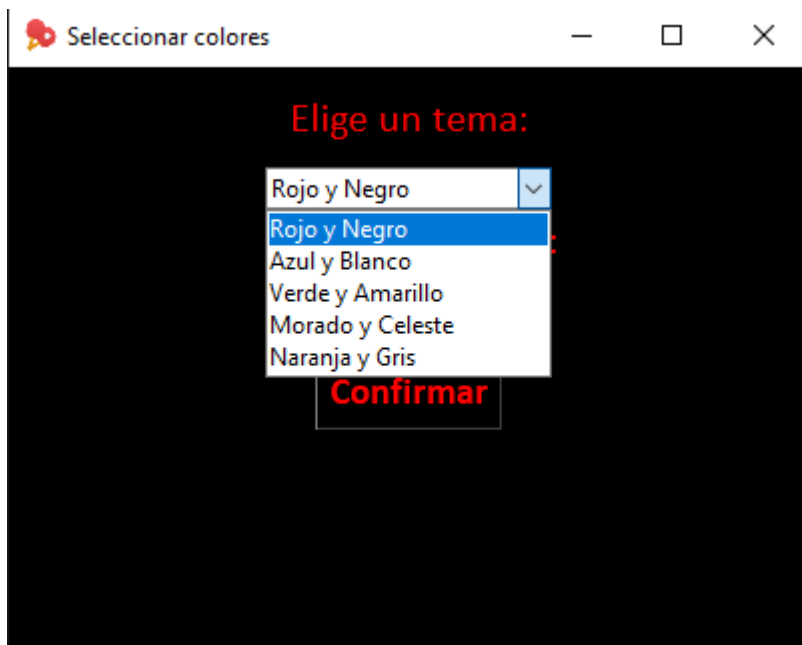 Seleccionar colores
Elige un tema:
Rojo y Negro
Rojo y Negro
Azul y Blanco
Verde y Amarillo
Morado y Celeste
Naranja y Gris
Confirmar